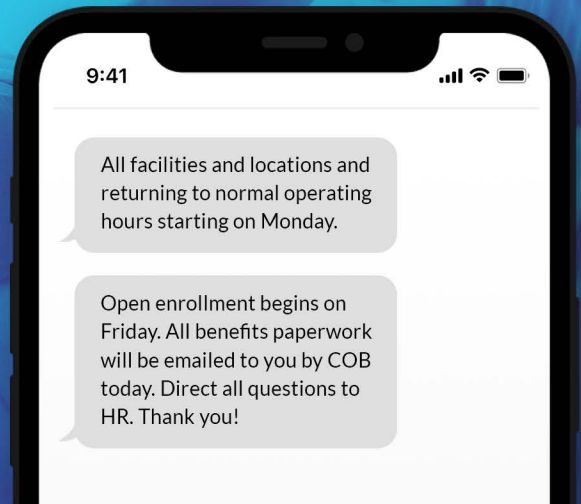 9:41
All facilities and locations and
returning to normal operating
hours starting on Monday.
Open enrollment begins on
Friday. All benefits paperwork
will be emailed to you by COB
today. Direct all questions to
HR. Thank you!